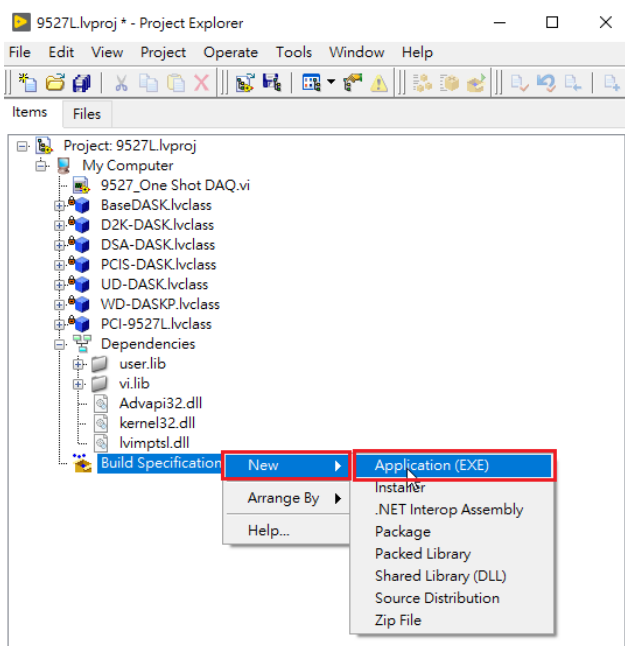 9527L.lvproj * - Project Explorer
File Edit View Project Operate Tools Window Help
Items Files
Project: 9527L.lvproj
My Computer
9527_One Shot DAQ.vi
BaseDASK.lvclass
D2K-DASK.lvclass
DSA-DASK.lvclass
PCIS-DASK.lvclass
UD-DASK.lvclass
WD-DASKP.lvclass
PCI-9527L.lvclass
Dependencies
user.lib
vi.lib
Advapi32.dll
kernel32.dll
lvimptsl.dll
Build Specification
New
Arrange By
Help...
Application (EXE)
Installer
.NET Interop Assembly
Package
Packed Library
Shared Library (DLL)
Source Distribution
Zip File